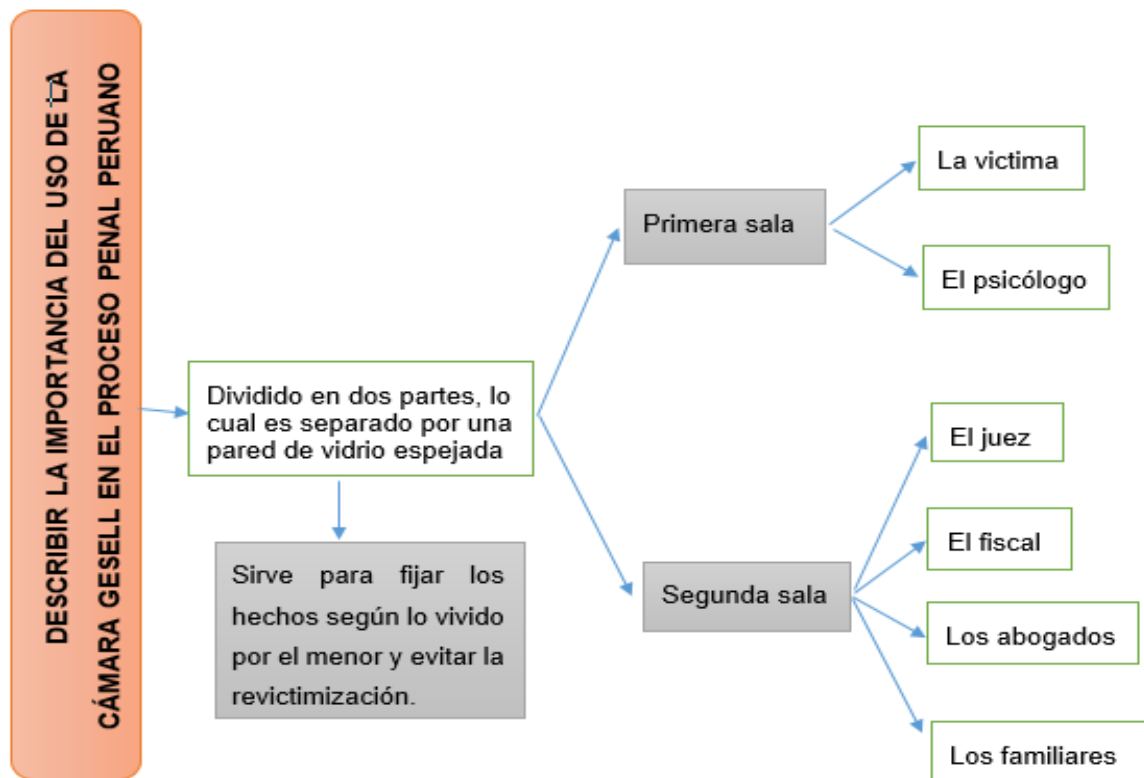 DESCRIBIR LA IMPORTANCIA DEL USO DE LA
CÁMARA GESELL EN EL PROCESO PENAL PERUANO
Dividido en dos partes, lo
cual es separado por una
pared de vidrio espejada
Sirve para fijar los
hechos según lo vivido
por el menor y evitar la
revictimización.
Primera sala
La victima
El psicólogo
Segunda sala
El juez
El fiscal
Los abogados
Los familiares